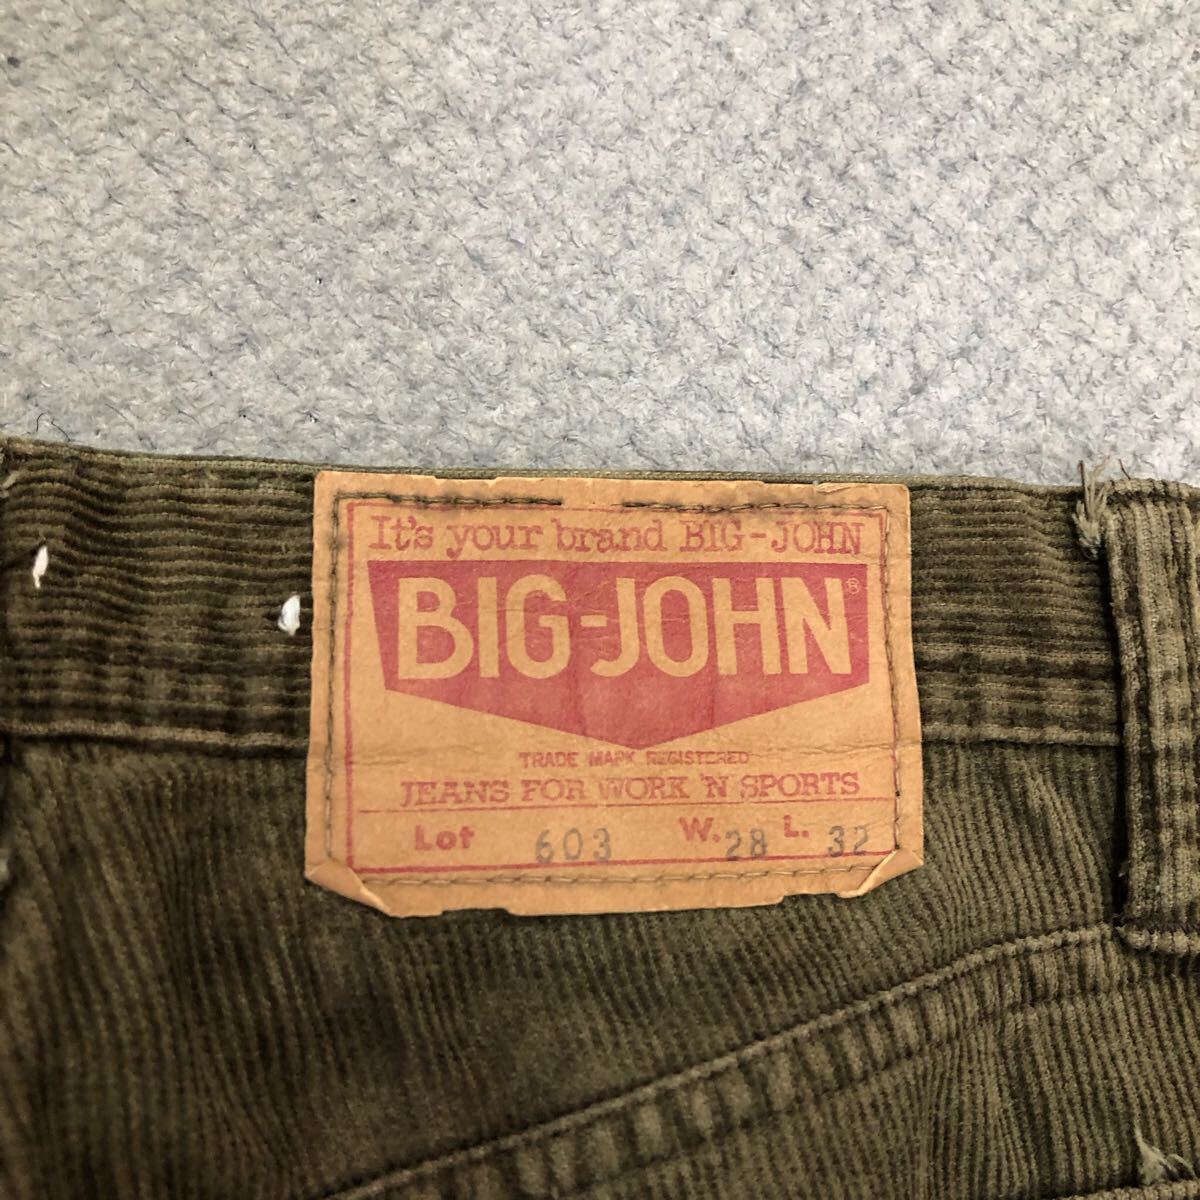 It's your brand BIG-JOHN
BIG-JOHN®
TRADE MARK REGISTERED
JEANS FOR WORK 'N SPORTS
Lot 603 W. 28 L. 32